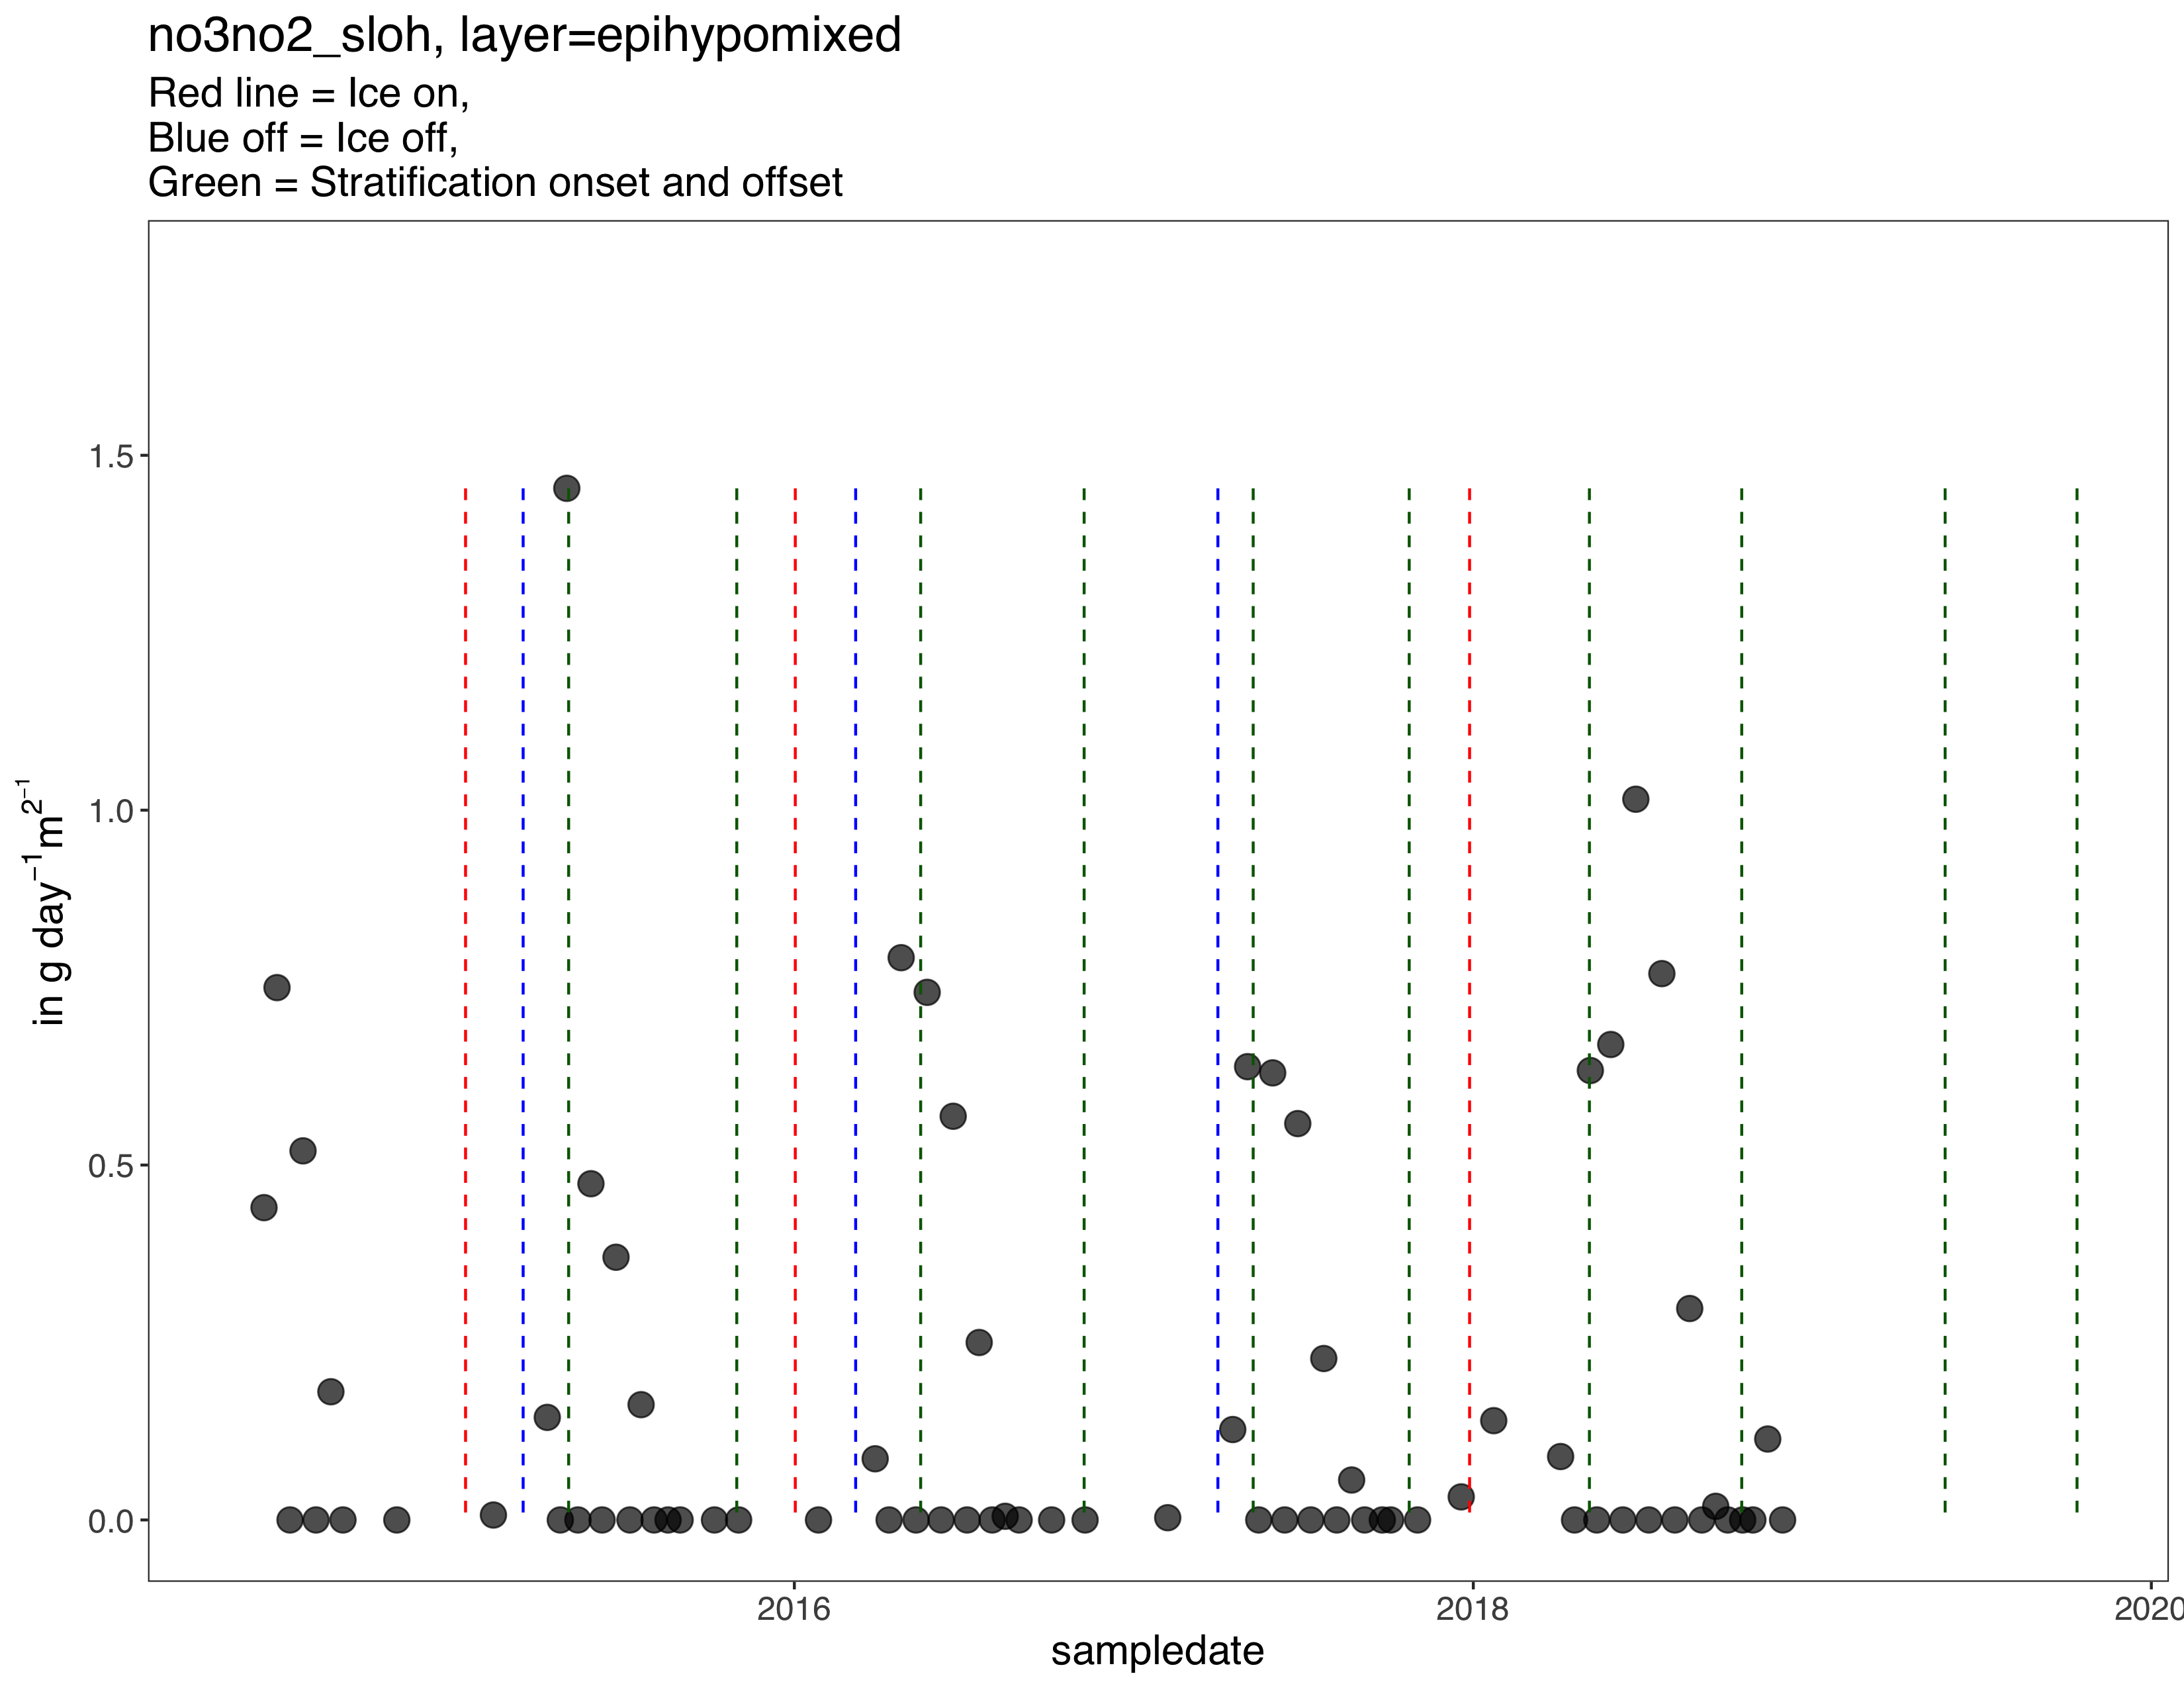 no3no2_sloh, layer=epihypomixed
Red line = Ice on,
Blue off = Ice off,
Green = Stratification onset and offset
in g day⁻¹m²⁻¹
1.5
1.0
0.5
0.0
2016
2018
2020
sampledate